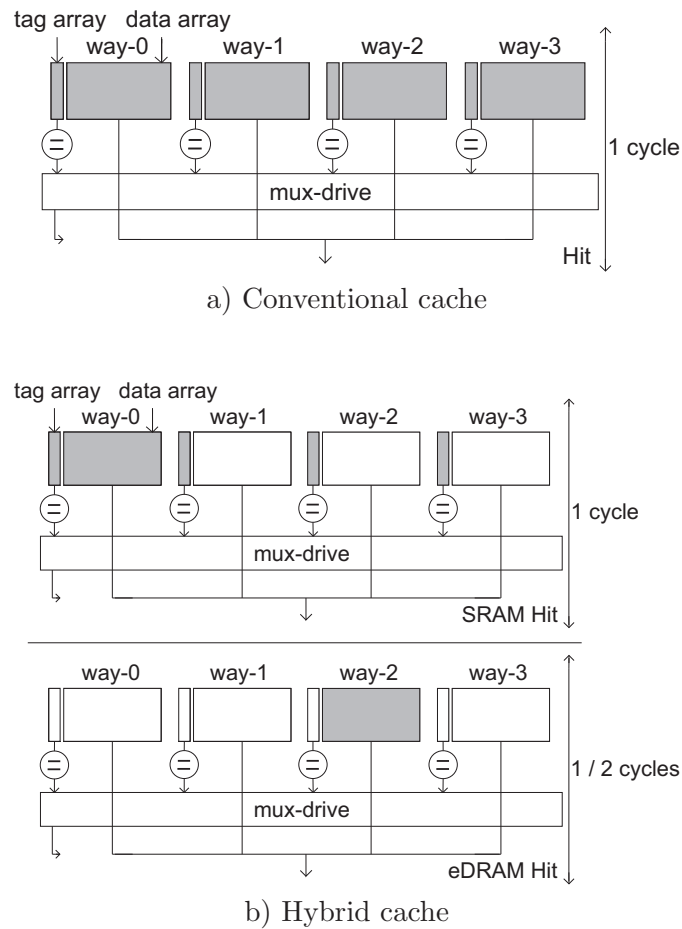 tag array data array
way-0 way-1 way-2 way-3
= = = =
1 cycle
mux-drive
Hit
a) Conventional cache
tag array data array
way-0 way-1 way-2 way-3
= = = =
1 cycle
mux-drive
SRAM Hit
way-0 way-1 way-2 way-3
= = = =
1 / 2 cycles
mux-drive
eDRAM Hit
b) Hybrid cache